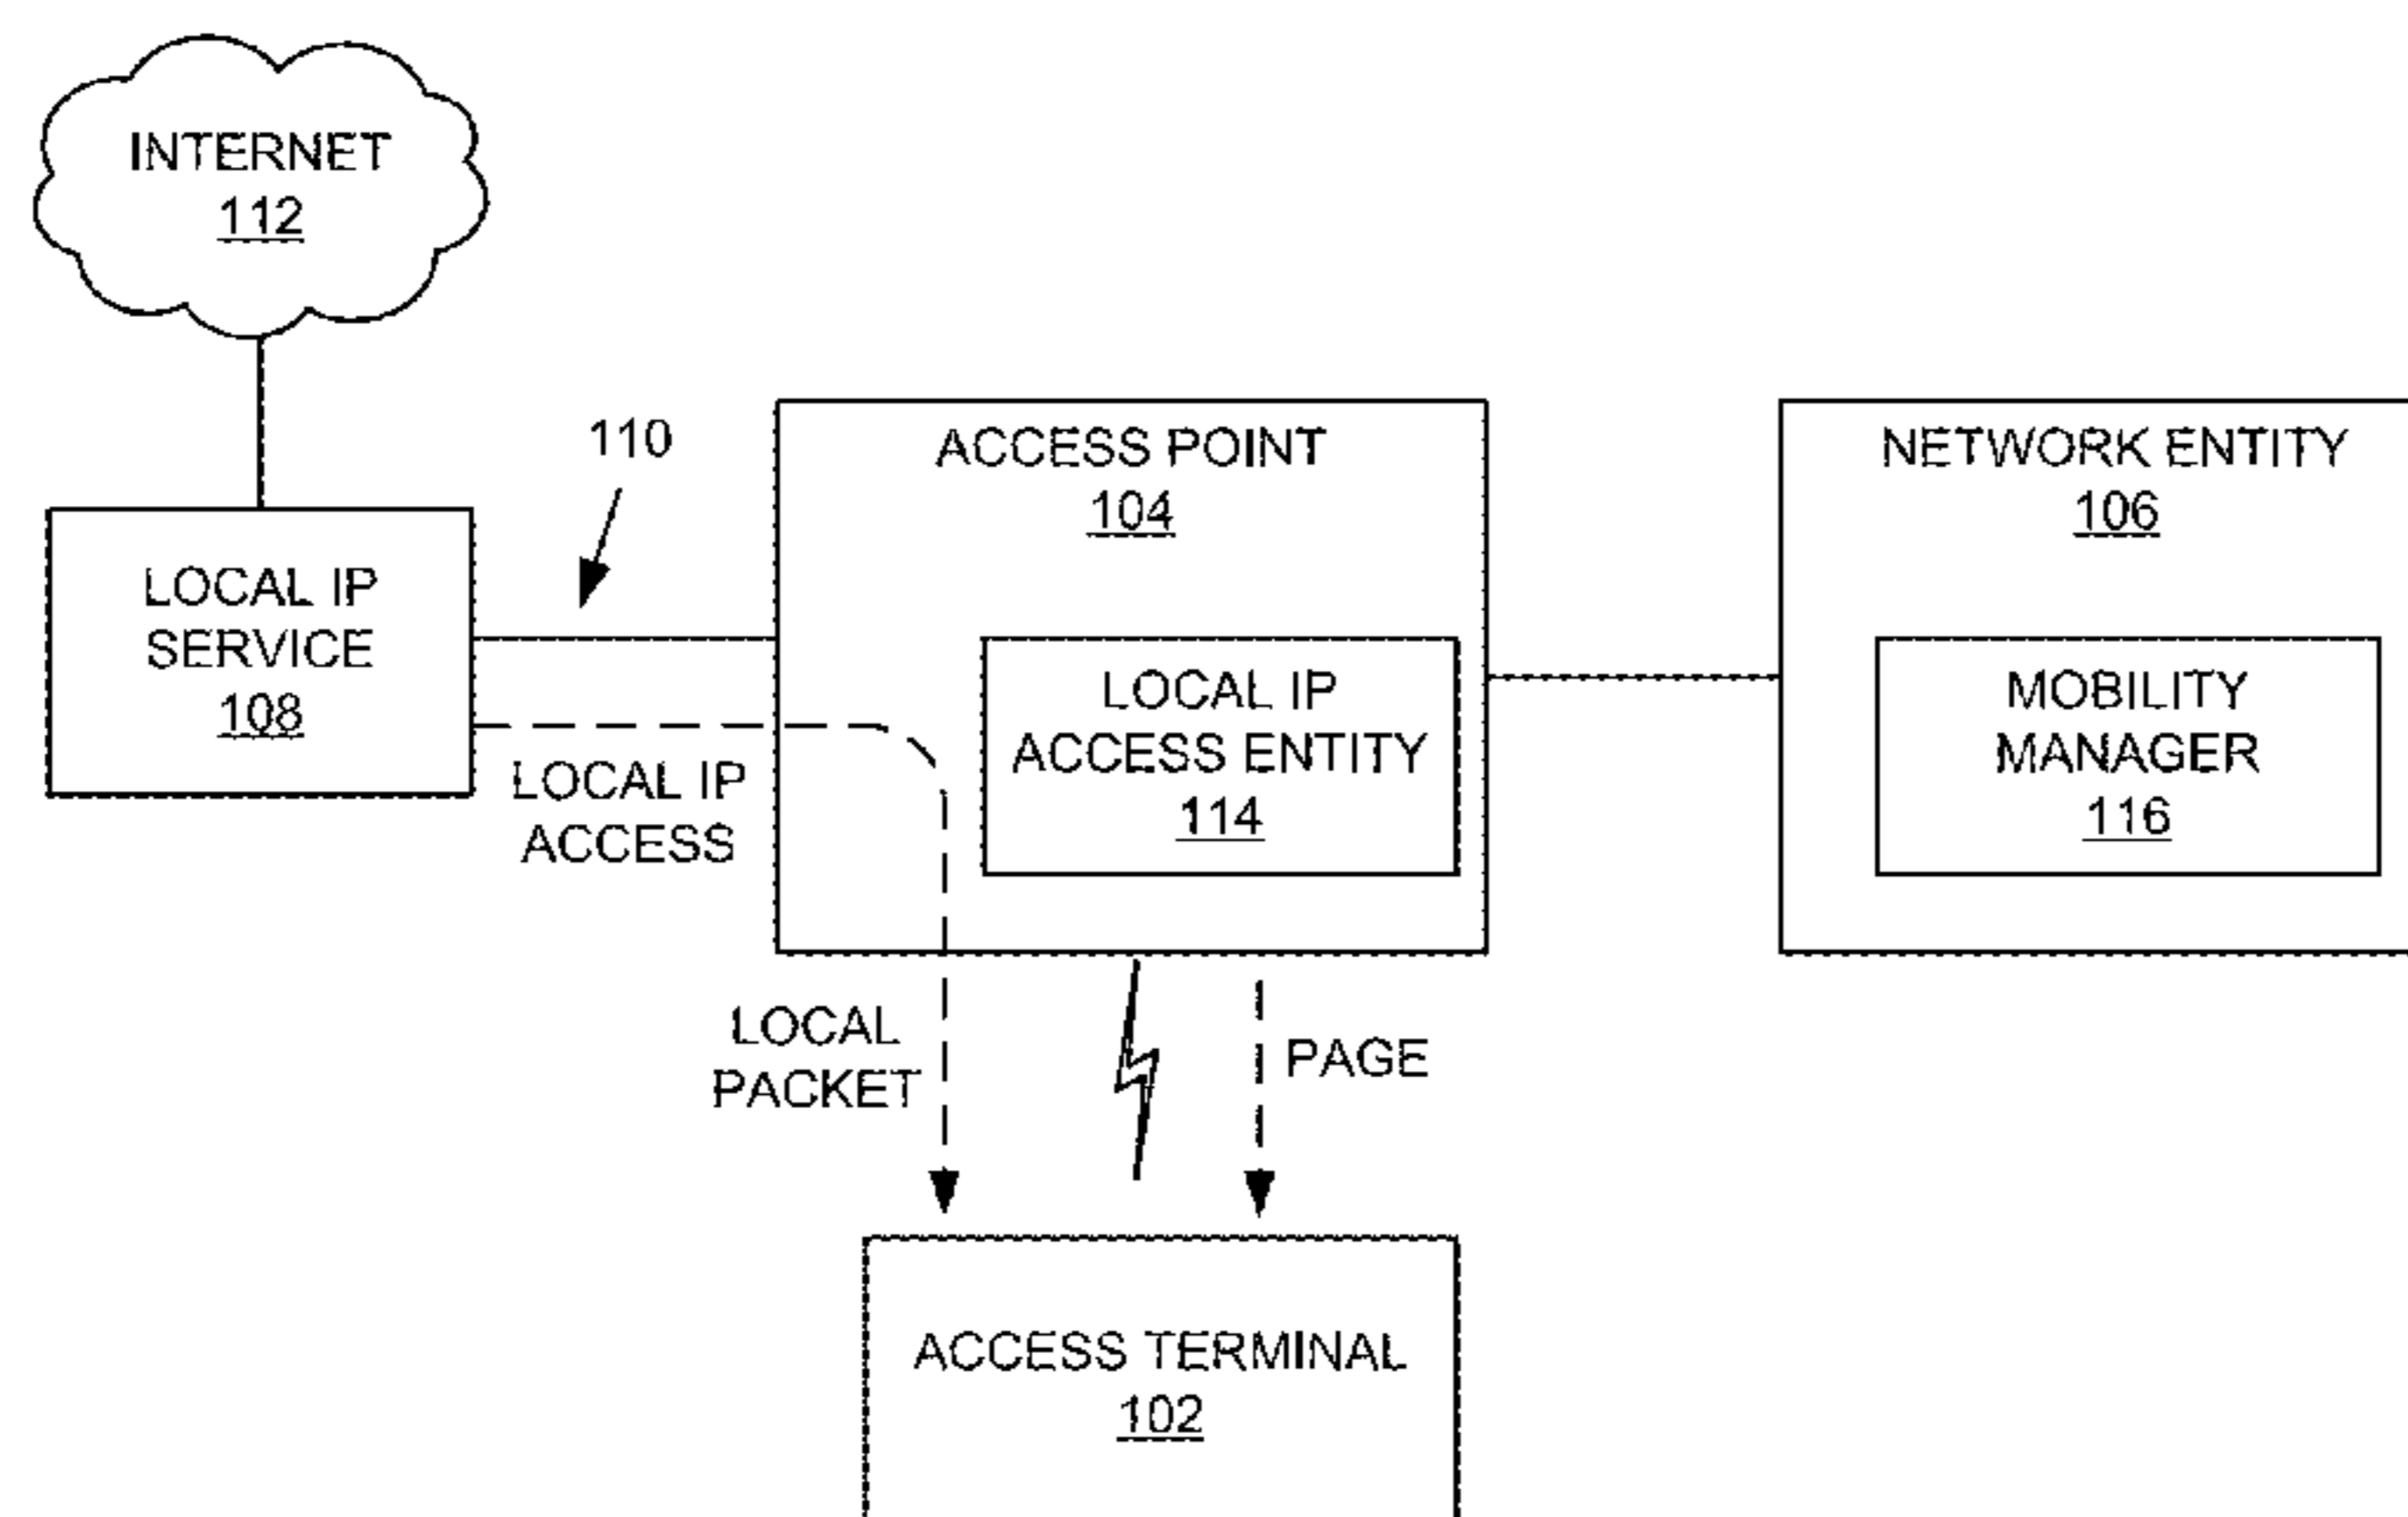 INTERNET
112
110
ACCESS POINT
104
NETWORK ENTITY
106
LOCAL IP
SERVICE
108
LOCAL IP
ACCESS ENTITY
114
MOBILITY
MANAGER
116
LOCAL IP
ACCESS
LOCAL
PACKET
PAGE
ACCESS TERMINAL
102